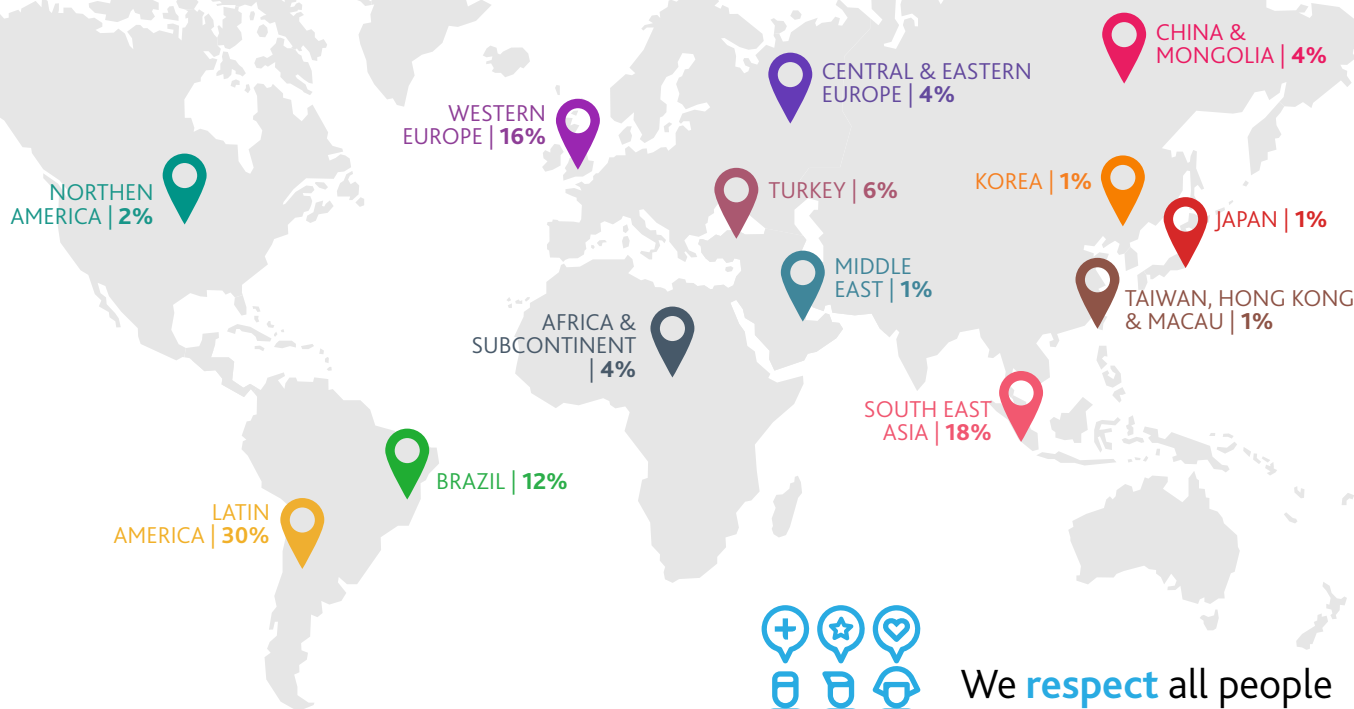 CHINA &
MONGOLIA | 4%
CENTRAL & EASTERN
EUROPE | 4%
WESTERN
EUROPE | 16%
NORTHEN
AMERICA | 2%
TURKEY | 6%
KOREA | 1%
JAPAN | 1%
MIDDLE
EAST | 1%
TAIWAN, HONG KONG
& MACAU | 1%
AFRICA &
SUBCONTINENT
| 4%
SOUTH EAST
ASIA | 18%
BRAZIL | 12%
LATIN
AMERICA | 30%
We respect all people